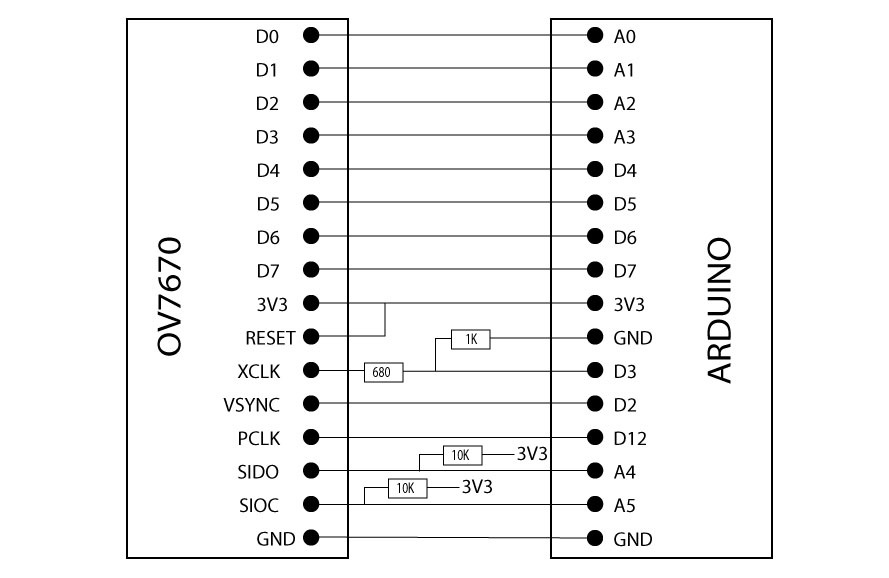 D0 A0
D1 A1
D2 A2
D3 A3
D4 D4
D5 D5
D6 D6
D7 D7
3V3 3V3
RESET 1K GND
XCLK 680 D3
VSYNC D2
PCLK D12
10K 3V3
SIDO A4
10K 3V3
SIOC A5
GND GND
OV7670
ARDUINO